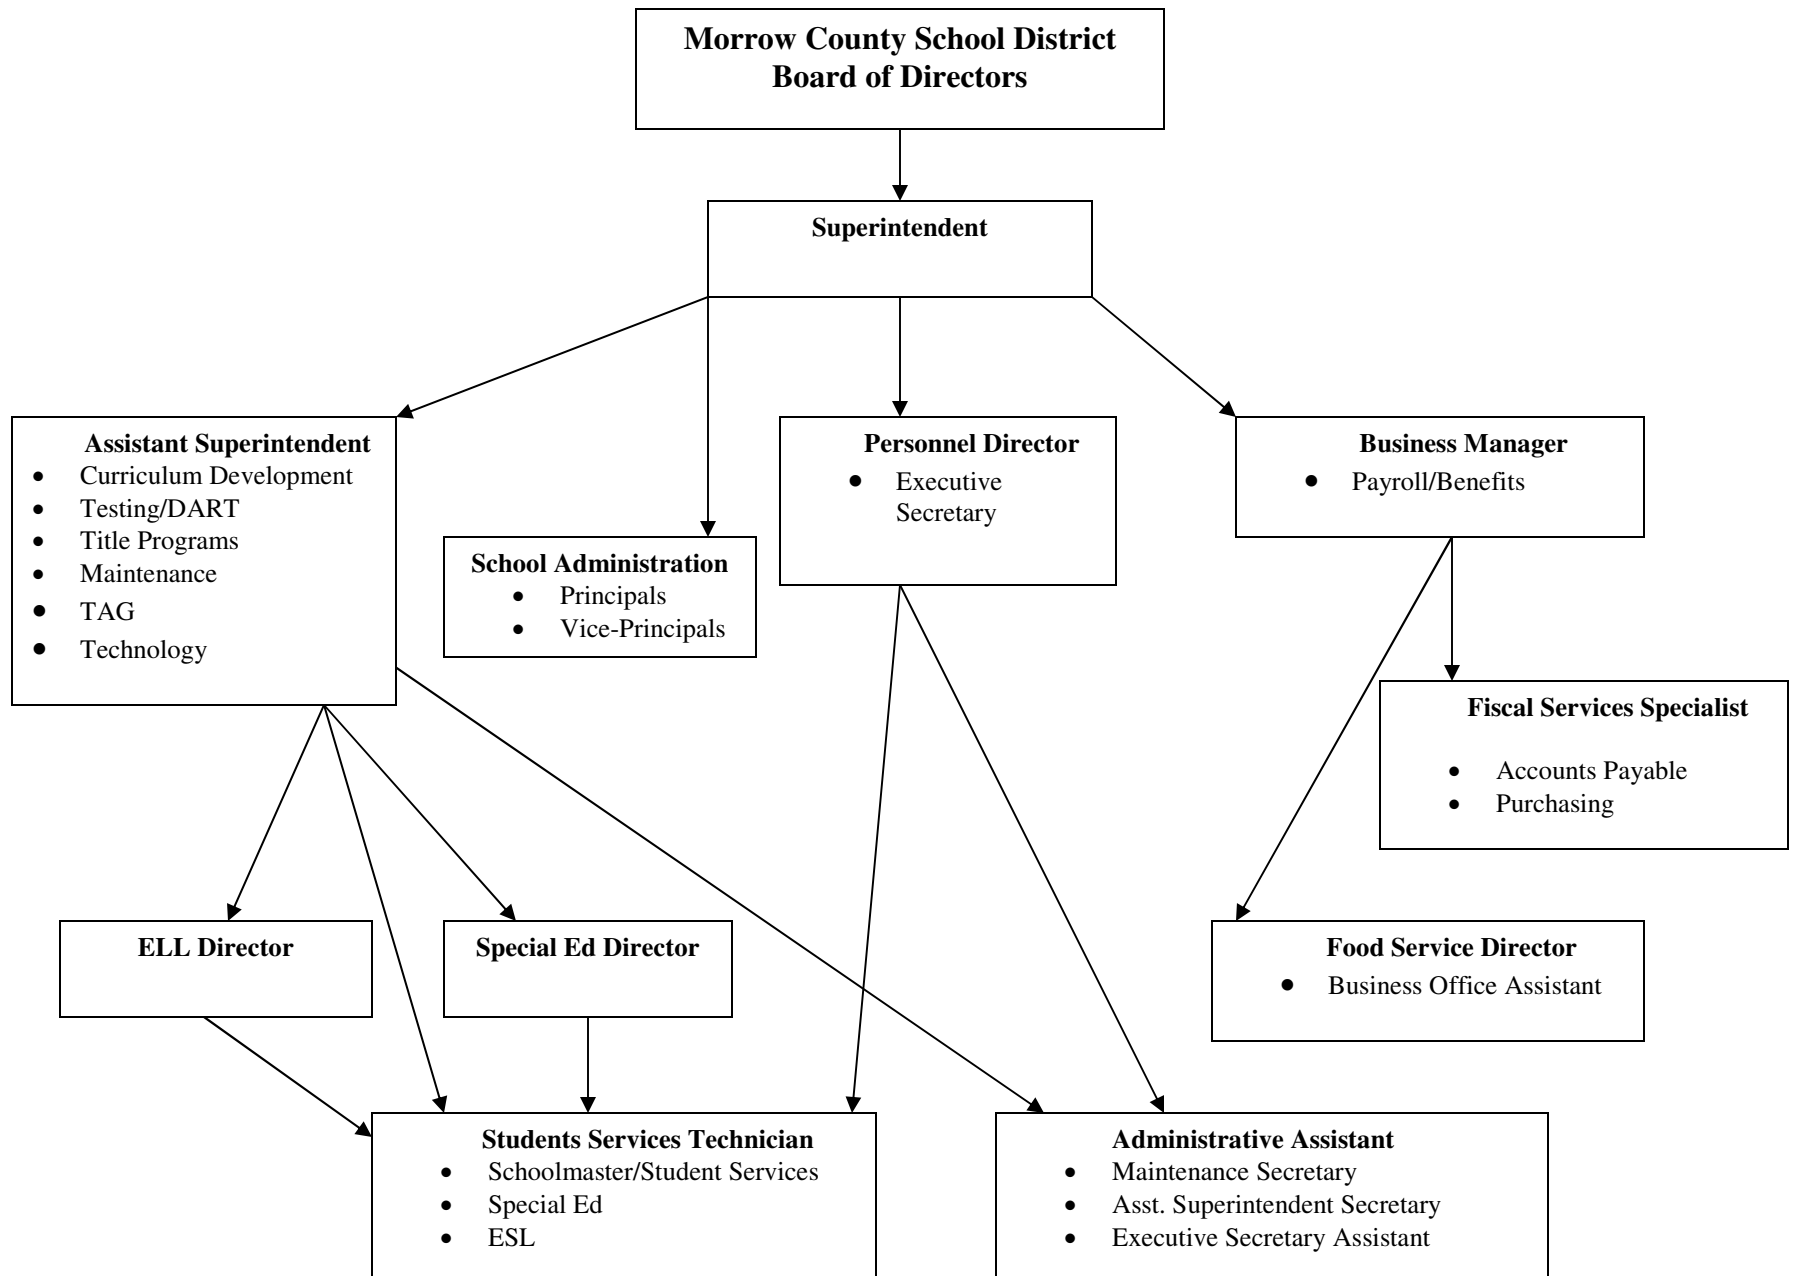 Morrow County School District
Board of Directors
Superintendent
Assistant Superintendent
• Curriculum Development
• Testing/DART
• Title Programs
• Maintenance
• TAG
• Technology
School Administration
• Principals
• Vice-Principals
Personnel Director
• Executive
Secretary
Business Manager
• Payroll/Benefits
Fiscal Services Specialist
• Accounts Payable
• Purchasing
ELL Director
Special Ed Director
Food Service Director
• Business Office Assistant
Students Services Technician
• Schoolmaster/Student Services
• Special Ed
• ESL
Administrative Assistant
• Maintenance Secretary
• Asst. Superintendent Secretary
• Executive Secretary Assistant